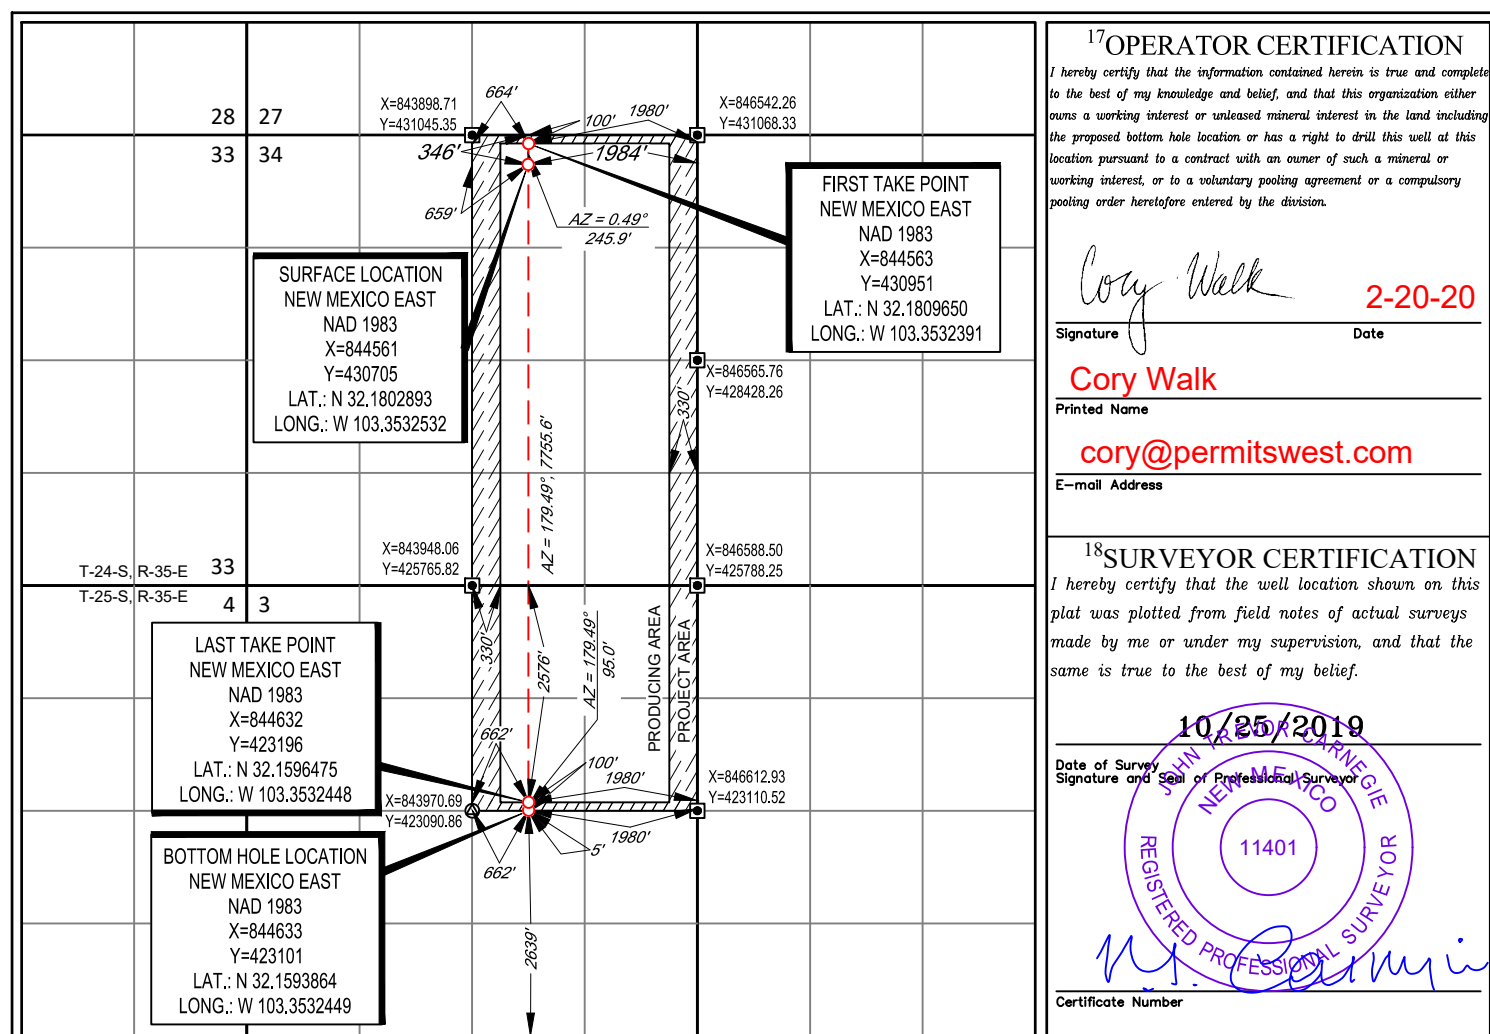 28 27
33 34
X=843898.71
Y=431045.35
664'
100'
1980'
X=846542.26
Y=431068.33
346'
1984'
659'
AZ = 0.49°
245.9'
FIRST TAKE POINT
NEW MEXICO EAST
NAD 1983
X=844563
Y=430951
LAT.: N 32.1809650
LONG.: W 103.3532391
SURFACE LOCATION
NEW MEXICO EAST
NAD 1983
X=844561
Y=430705
LAT.: N 32.1802893
LONG.: W 103.3532532
X=846565.76
Y=428428.26
330'
AZ = 179.49°, 7755.6'
X=843948.06
Y=425765.82
X=846588.50
Y=425788.25
T-24-S, R-35-E 33
T-25-S, R-35-E 4 3
330'
2576'
AZ = 179.49°
95.0'
PRODUCING AREA
PROJECT AREA
LAST TAKE POINT
NEW MEXICO EAST
NAD 1983
X=844632
Y=423196
LAT.: N 32.1596475
LONG.: W 103.3532448
662'
100'
1980'
X=846612.93
Y=423110.52
X=843970.69
Y=423090.86
1980'
5'
662'
BOTTOM HOLE LOCATION
NEW MEXICO EAST
NAD 1983
X=844633
Y=423101
LAT.: N 32.1593864
LONG.: W 103.3532449
2639'
17 OPERATOR CERTIFICATION
I hereby certify that the information contained herein is true and complete
to the best of my knowledge and belief, and that this organization either
owns a working interest or unleased mineral interest in the land including
the proposed bottom hole location or has a right to drill this well at this
location pursuant to a contract with an owner of such a mineral or
working interest, or to a voluntary pooling agreement or a compulsory
pooling order heretofore entered by the division.
Cory Walk
2-20-20
Signature Date
Cory Walk
Printed Name
cory@permitswest.com
E-mail Address
18 SURVEYOR CERTIFICATION
I hereby certify that the well location shown on this
plat was plotted from field notes of actual surveys
made by me or under my supervision, and that the
same is true to the best of my belief.
10/25/2019
Date of Survey
Signature and Seal of Professional Surveyor
JOHN TREVOR CARNEGIE
NEW MEXICO
11401
REGISTERED PROFESSIONAL SURVEYOR
Certificate Number